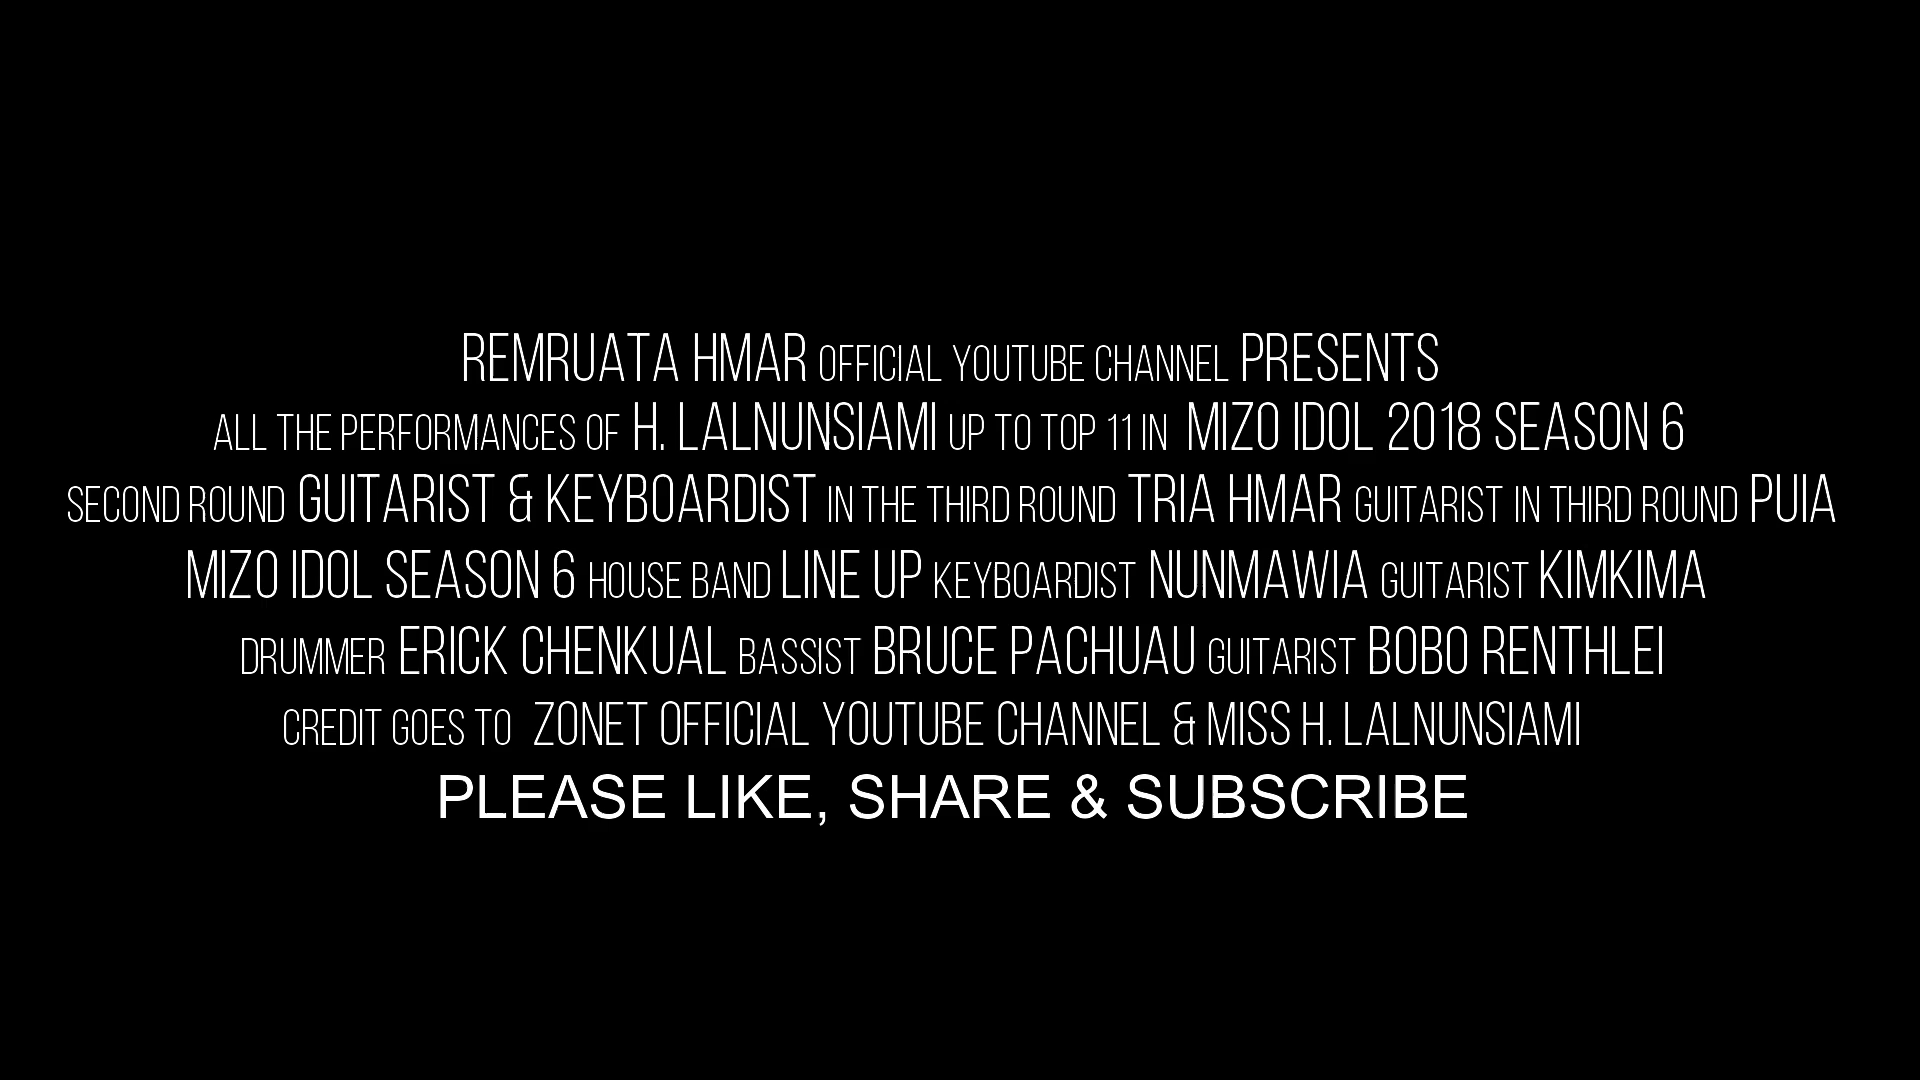 REMRUATA HMAR OFFICIAL YOUTUBE CHANNEL PRESENTS
ALL THE PERFORMANCES OF H. LALNUNSIAMI UP TO TOP 11 IN MIZO IDOL 2018 SEASON 6
SECOND ROUND GUITARIST & KEYBOARDIST IN THE THIRD ROUND TRIA HMAR GUITARIST IN THIRD ROUND PUIA
MIZO IDOL SEASON 6 HOUSE BAND LINE UP KEYBOARDIST NUNMAWIA GUITARIST KIMKIMA
DRUMMER ERICK CHENKUAL BASSIST BRUCE PACHUAU GUITARIST BOBO RENTHLEI
CREDIT GOES TO ZONET OFFICIAL YOUTUBE CHANNEL & MISS H. LALNUNSIAMI
PLEASE LIKE, SHARE & SUBSCRIBE